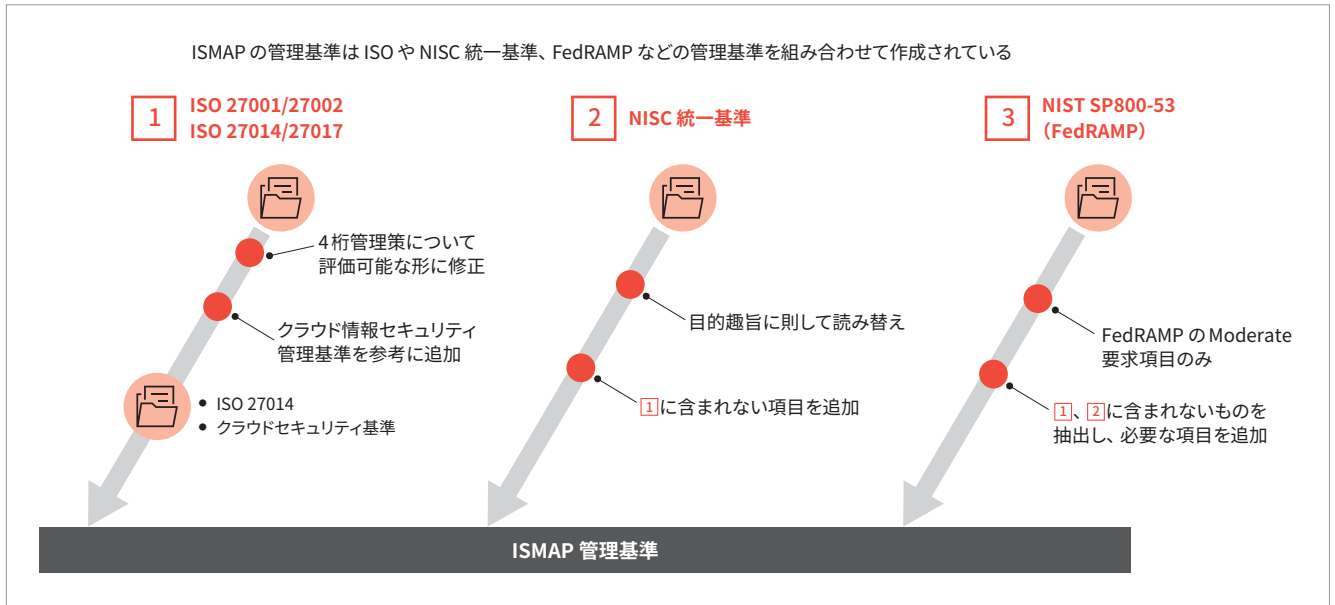 ISMAP の管理基準は ISO や NISC 統一基準、FedRAMP などの管理基準を組み合わせて作成されている
1
ISO 27001/27002
ISO 27014/27017
4桁管理策について
評価可能な形に修正
クラウド情報セキュリティ
管理基準を参考に追加
• ISO 27014
• クラウドセキュリティ基準
2
NISC 統一基準
目的趣旨に則して読み替え
1に含まれない項目を追加
3
NIST SP800-53
（FedRAMP）
FedRAMP の Moderate
要求項目のみ
1、2に含まれないものを
抽出し、必要な項目を追加
ISMAP 管理基準